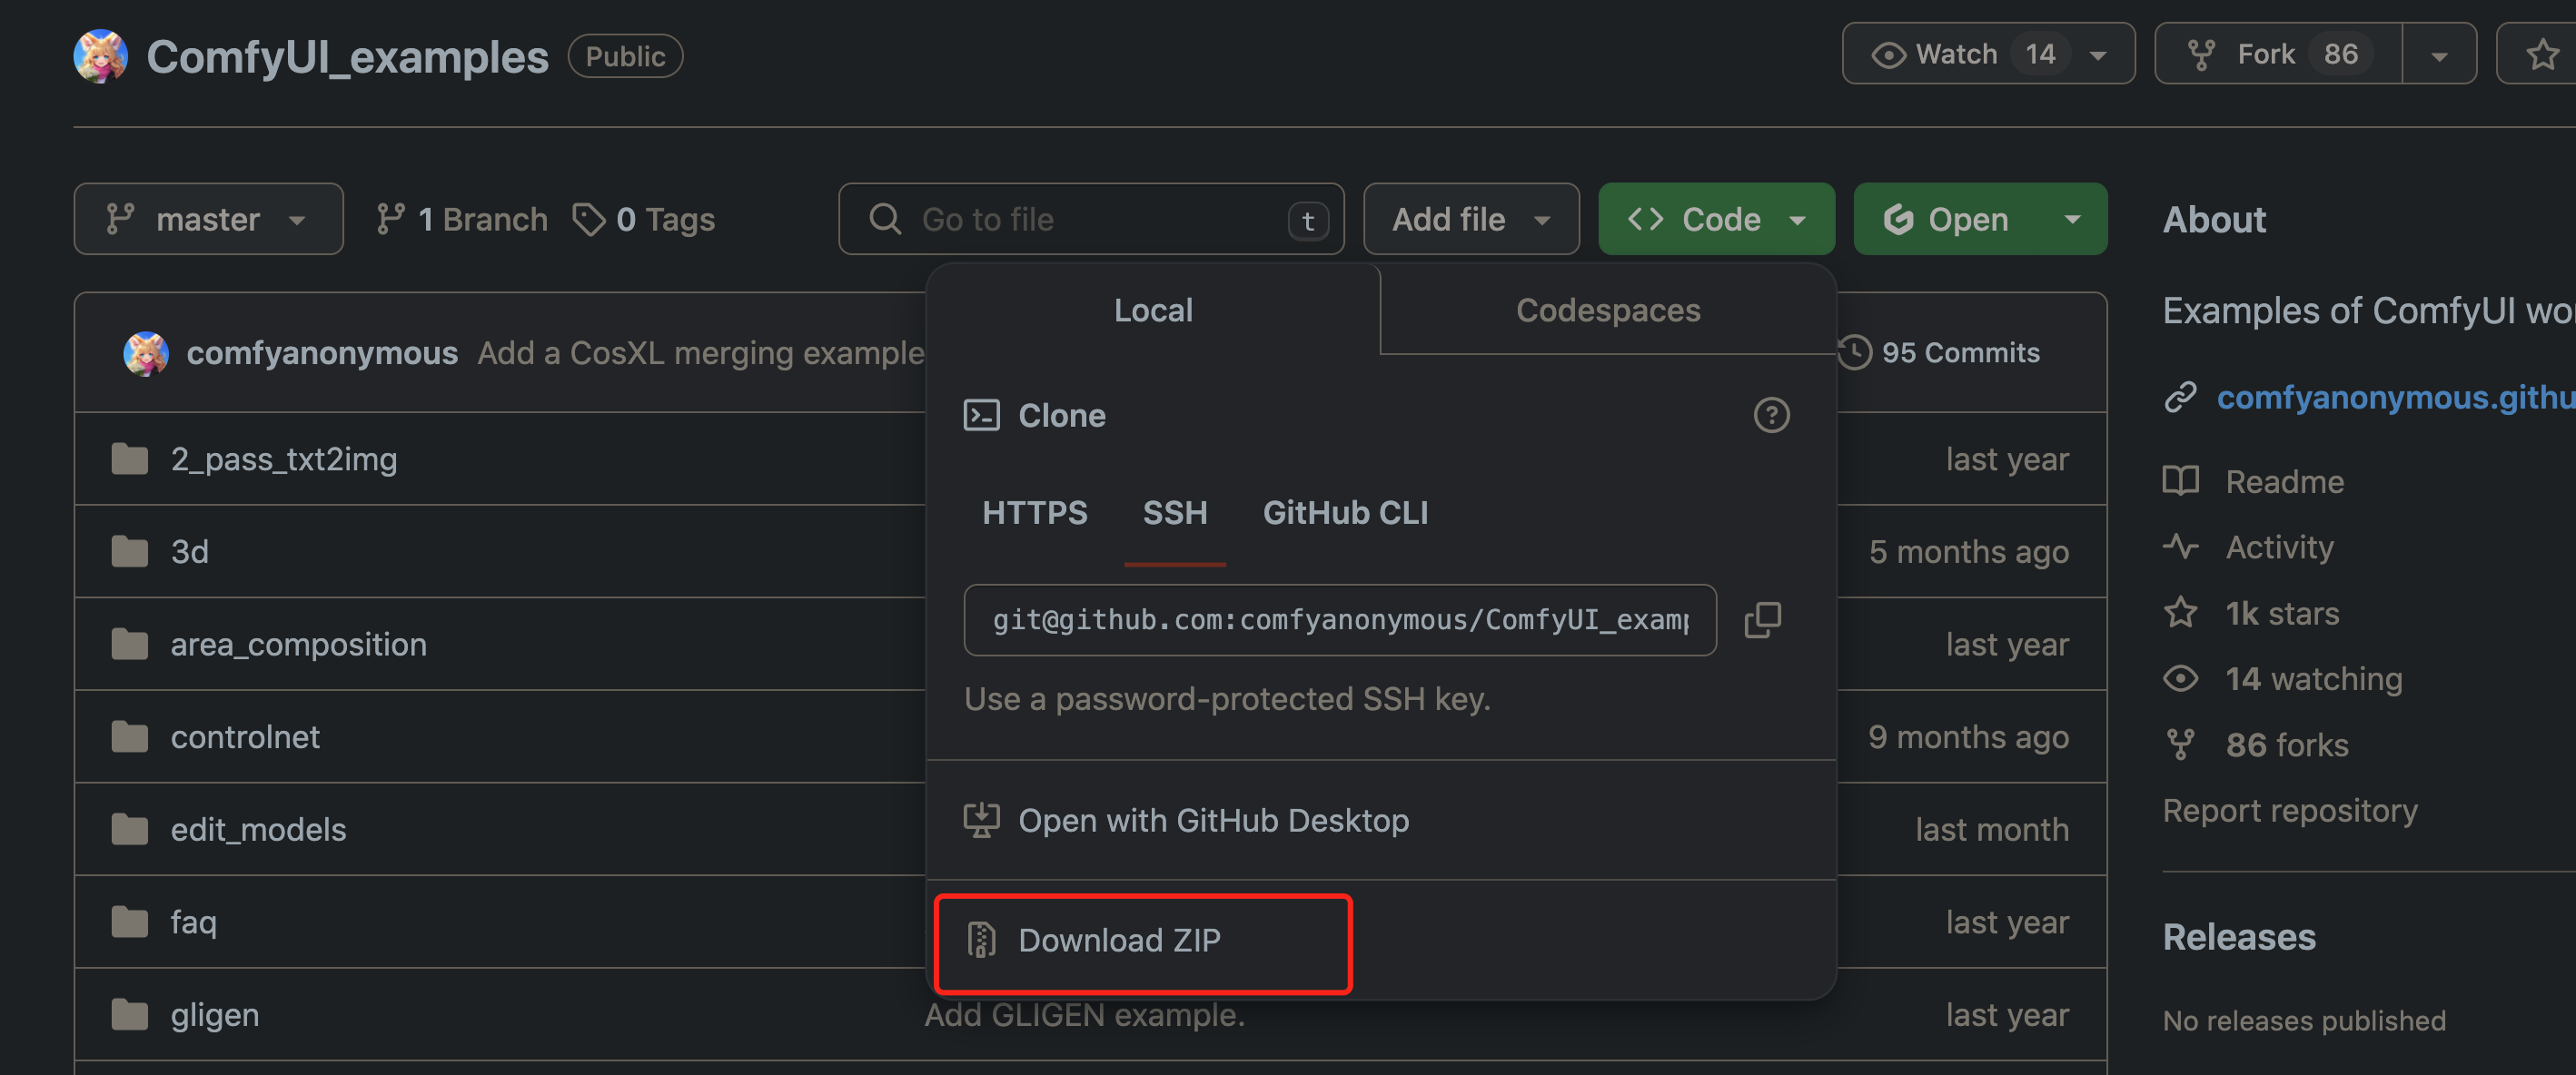 ComfyUI_examples Public
Watch 14
Fork 86
master
1 Branch
0 Tags
Go to file t
Add file
Code
Open
About
Local
Codespaces
Examples of ComfyUI
comfyanonymous Add a CosXL merging example
95 Commits
comfyanonymous.githu
Clone
2_pass_txt2img last year
Readme
HTTPS SSH GitHub CLI
3d 5 months ago
Activity
git@github.com:comfyanonymous/ComfyUI_examp
1k stars
area_composition last year
14 watching
Use a password-protected SSH key.
controlnet 9 months ago
86 forks
Open with GitHub Desktop
Report repository
edit_models last month
faq last year
Download ZIP
Releases
gligen Add GLIGEN example. last year
No releases published